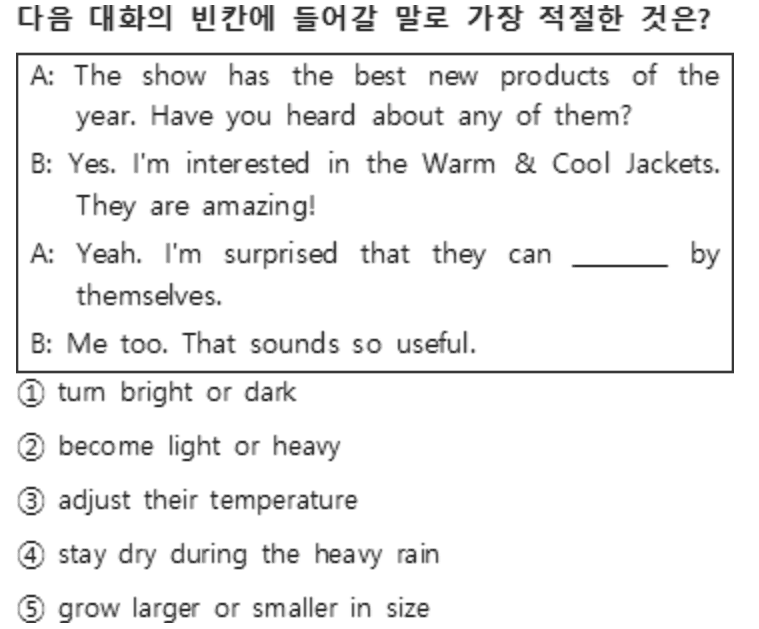 다음 대화의 빈칸에 들어갈 말로 가장 적절한 것은?
A: The show has the best new products of the
year. Have you heard about any of them?
B: Yes. I'm interested in the Warm & Cool Jackets.
They are amazing!
A: Yeah. I'm surprised that they can _______ by
themselves.
B: Me too. That sounds so useful.
① turn bright or dark
② become light or heavy
③ adjust their temperature
④ stay dry during the heavy rain
⑤ grow larger or smaller in size